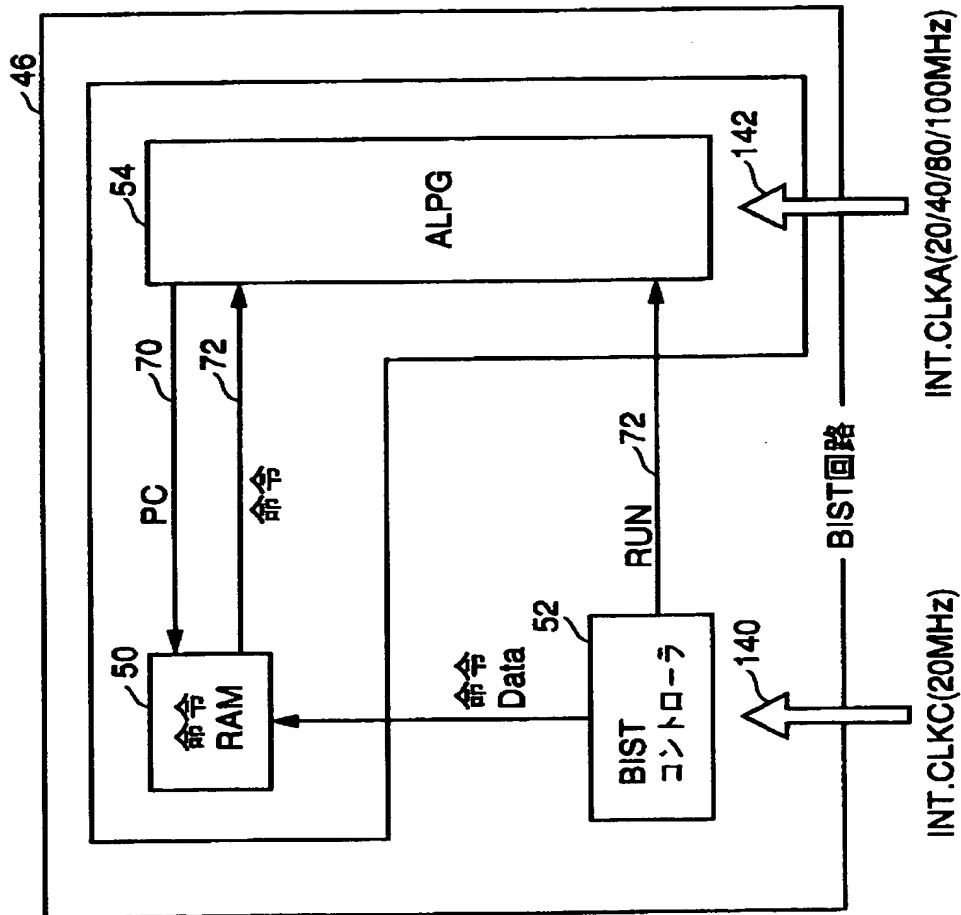 46
54
ALPG
70
PC
72
命令
50
命令
RAM
命令
Data
72
RUN
52
BIST
コントローラ
142
140
BIST回路
INT.CLKA(20/40/80/100MHz)
INT.CLKC(20MHz)